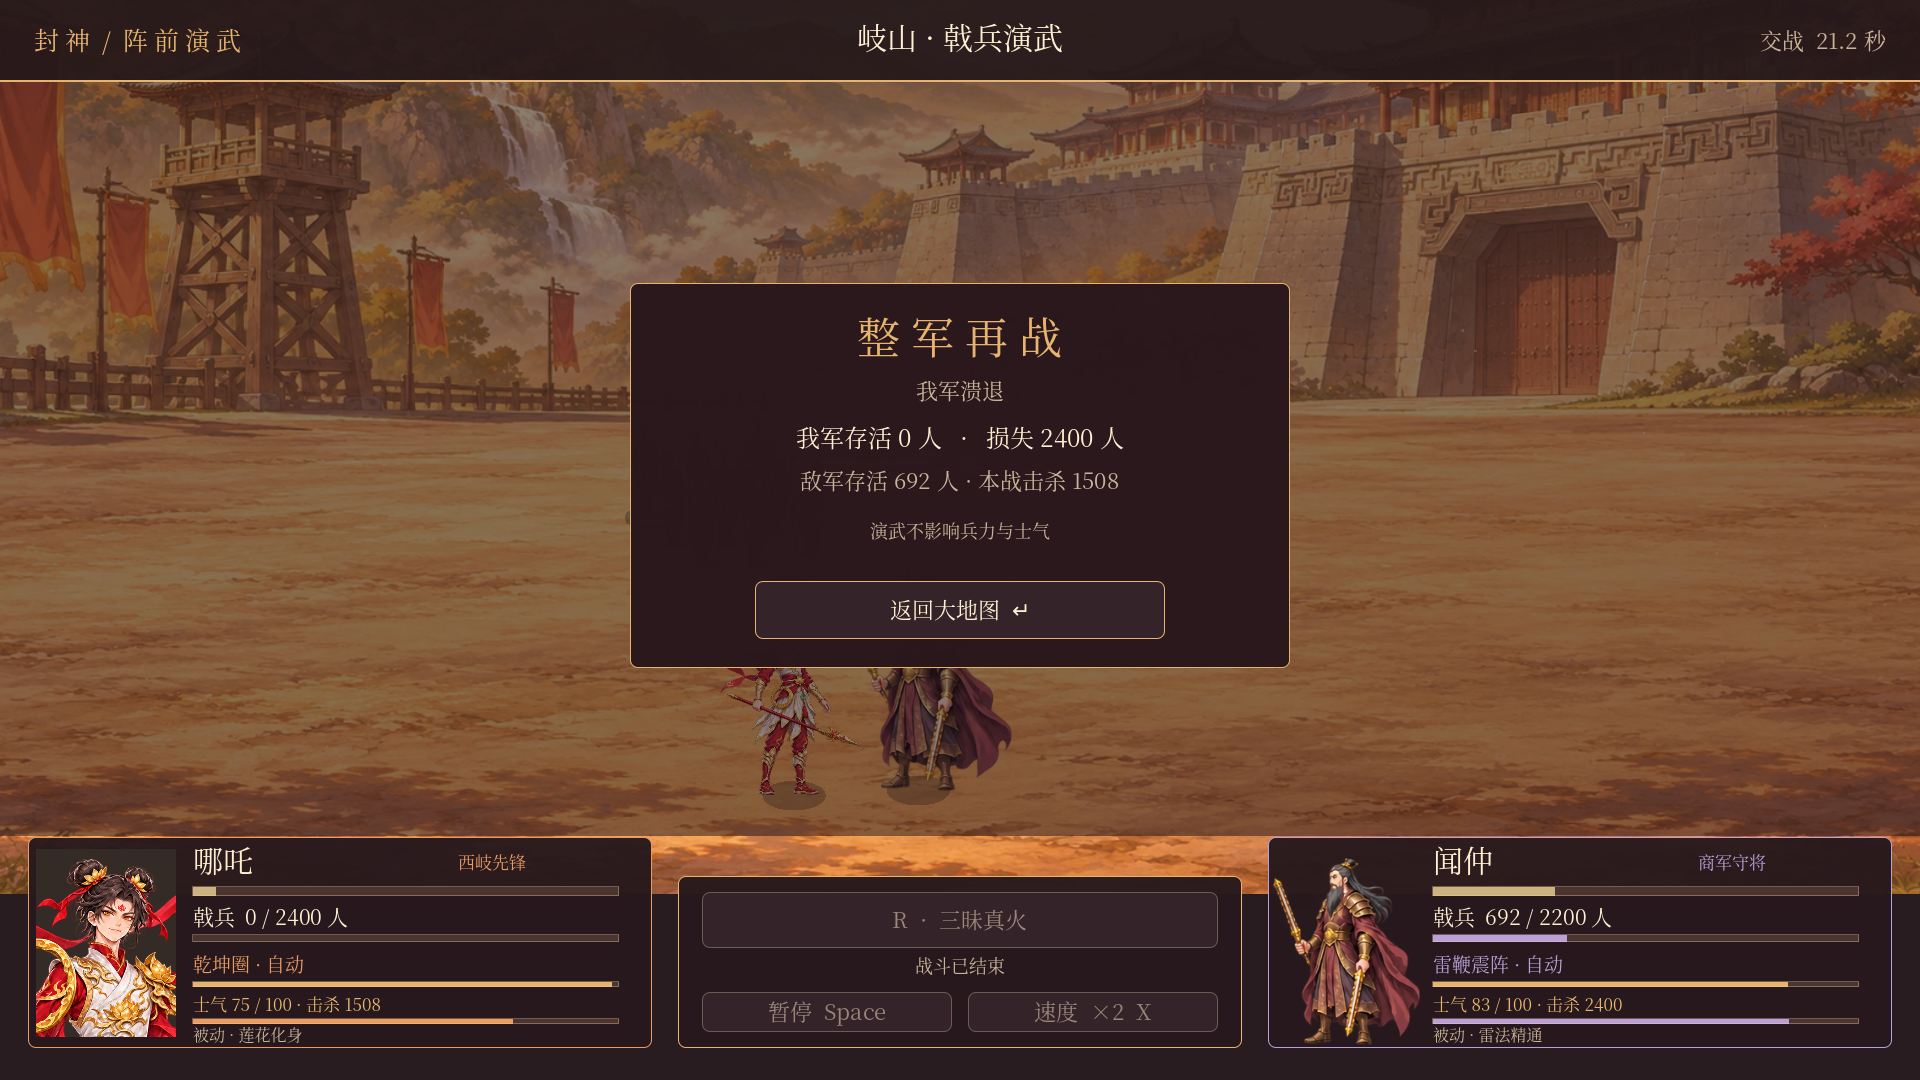 封神 / 阵前演武
岐山 · 戟兵演武
交战 21.2 秒
整军再战
我军溃退
我军存活 0 人 · 损失 2400 人
敌军存活 692 人 · 本战击杀 1508
演武不影响兵力与士气
返回大地图 ↵
哪吒
西岐先锋
戟兵 0 / 2400 人
乾坤圈 · 自动
士气 75 / 100 · 击杀 1508
被动 · 莲花化身
R · 三昧真火
战斗已结束
暂停 Space
速度 ×2 X
闻仲
商军守将
戟兵 692 / 2200 人
雷鞭震阵 · 自动
士气 83 / 100 · 击杀 2400
被动 · 雷法精通